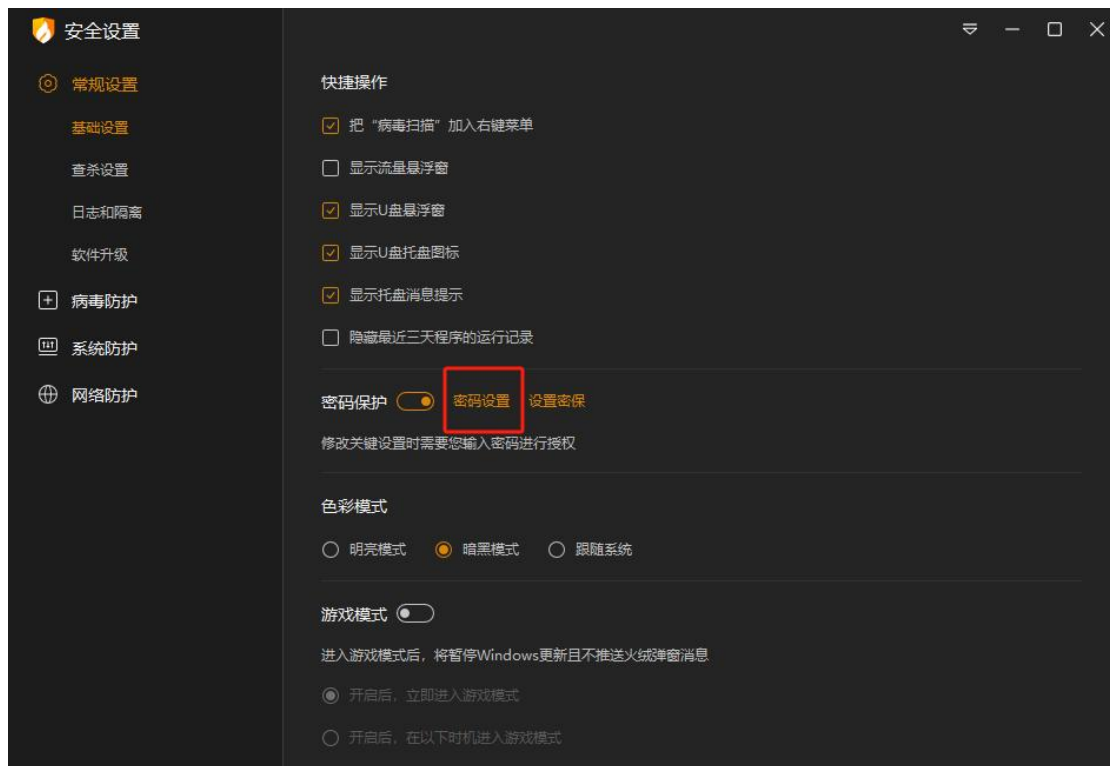 安全设置
常规设置
基础设置
查杀设置
日志和隔离
软件升级
病毒防护
系统防护
网络防护
快捷操作
把“病毒扫描”加入右键菜单
显示流量悬浮窗
显示U盘悬浮窗
显示U盘托盘图标
显示托盘消息提示
隐藏最近三天程序的运行记录
密码保护 密码设置 设置密保
修改关键设置时需要您输入密码进行授权
色彩模式
明亮模式 暗黑模式 跟随系统
游戏模式
进入游戏模式后，将暂停Windows更新且不推送火绒弹窗消息
开启后，立即进入游戏模式
开启后，在以下时机进入游戏模式